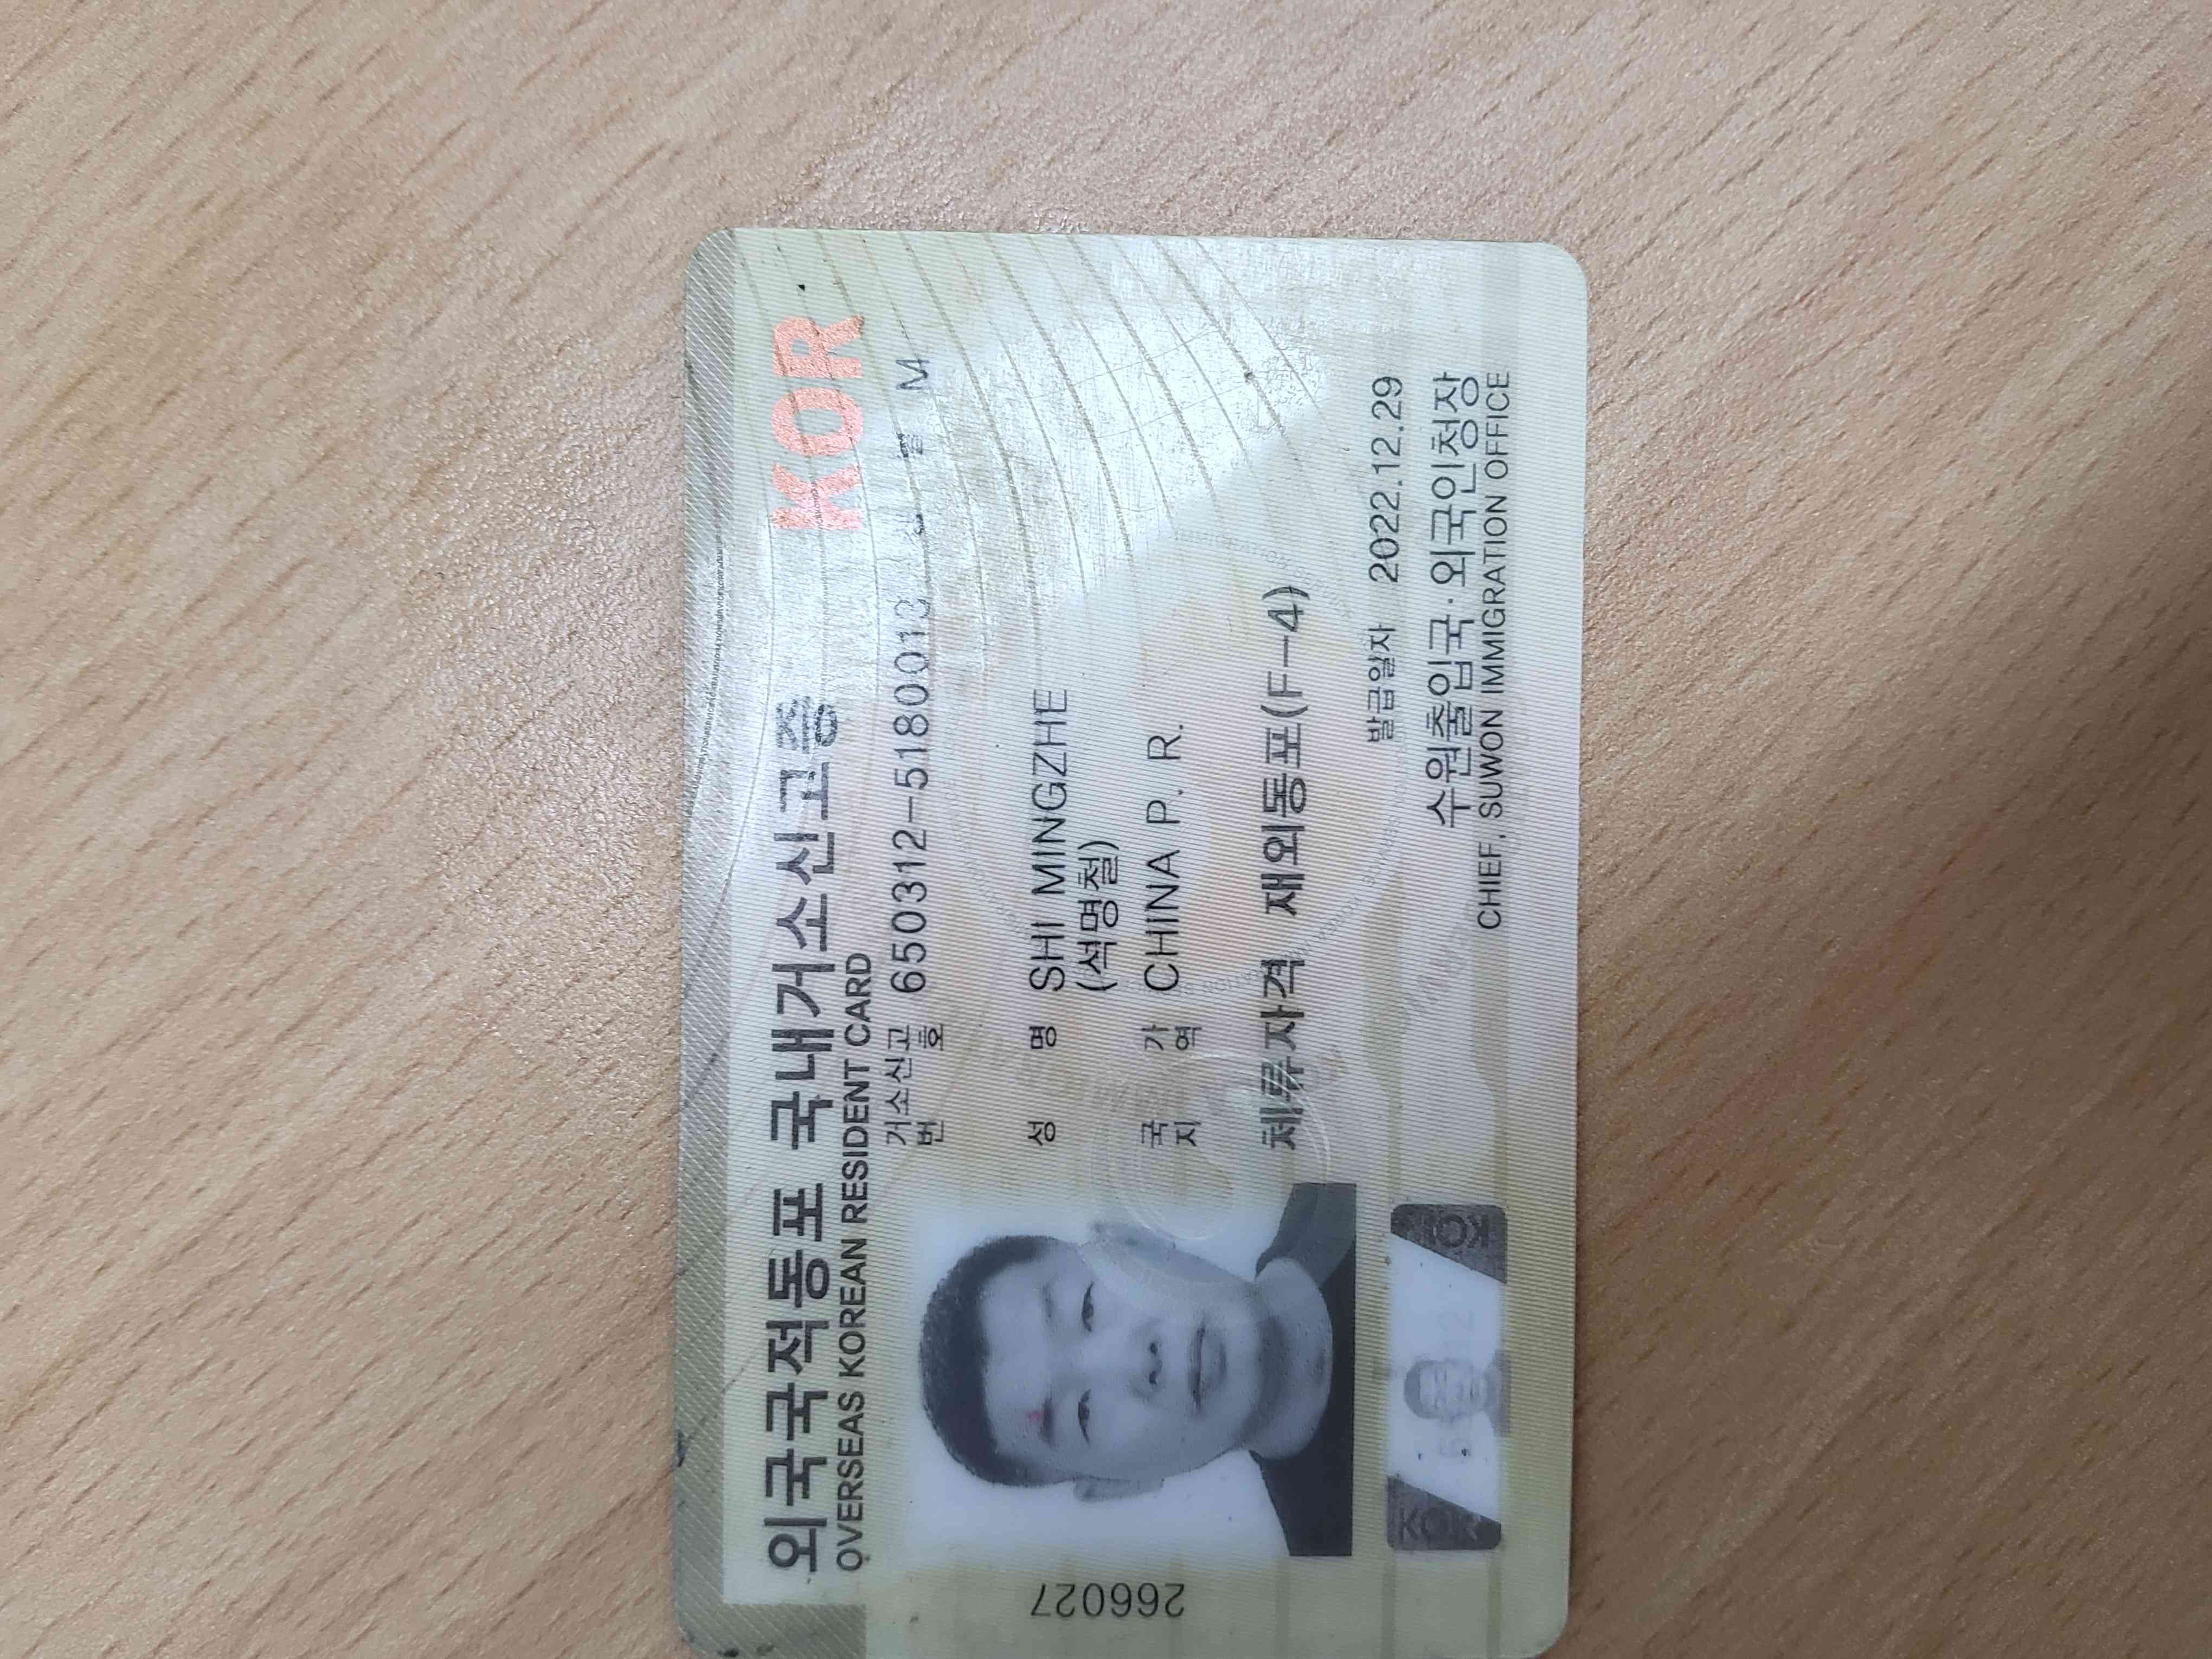 외국국적동포 국내거소신고증 KOR
OVERSEAS KOREAN RESIDENT CARD
거소신고번호 650312-5180013 성별 M
성명 SHI MINGZHE
(석명철)
국가지역 CHINA P. R.
체류자격 재외동포(F-4)
발급일자 2022.12.29
수원출입국·외국인청장
CHIEF, SUWON IMMIGRATION OFFICE
266027
KOR